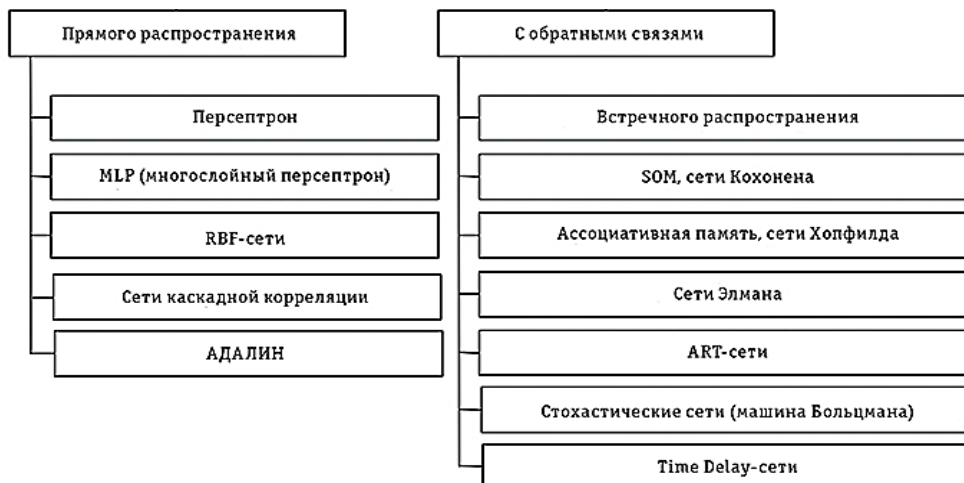 Прямого распространения
Персептрон
MLP (многослойный персептрон)
RBF-сети
Сети каскадной корреляции
АДАЛИН
С обратными связями
Встречного распространения
SOM, сети Кохонена
Ассоциативная память, сети Хопфилда
Сети Элмана
ART-сети
Стохастические сети (машина Больцмана)
Time Delay-сети